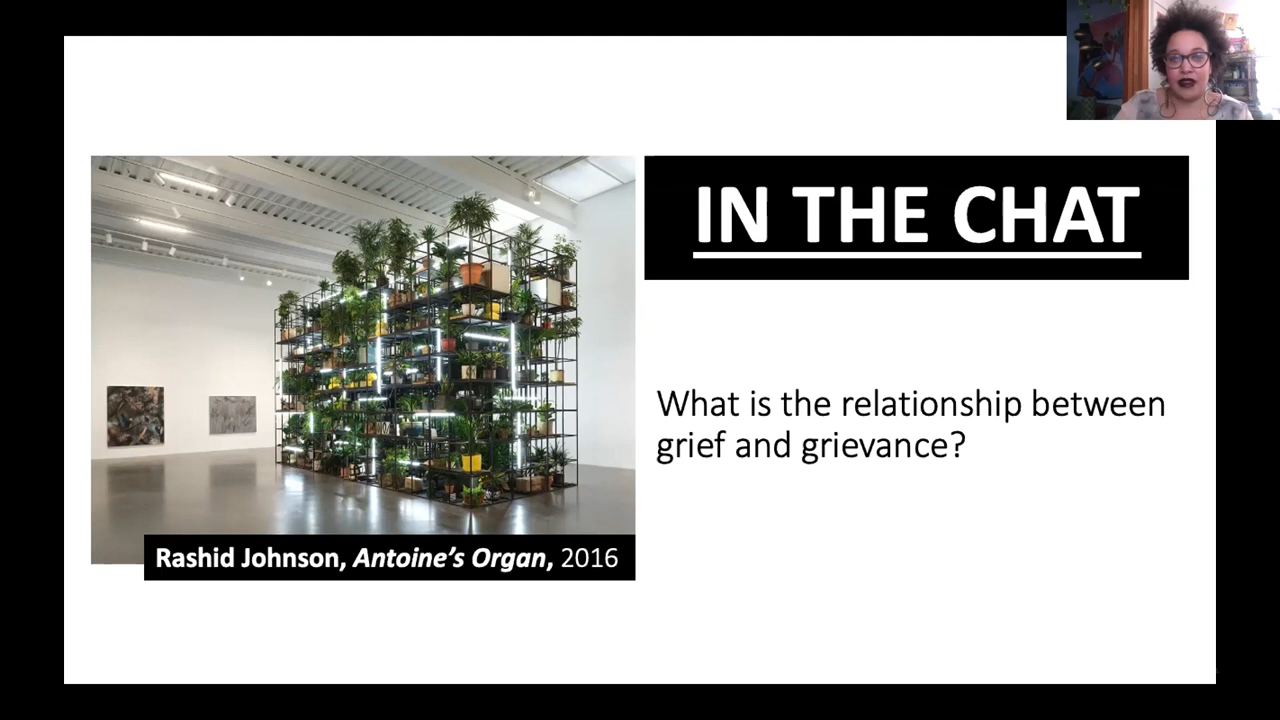 IN THE CHAT
What is the relationship between
grief and grievance?
Rashid Johnson, Antoine’s Organ, 2016